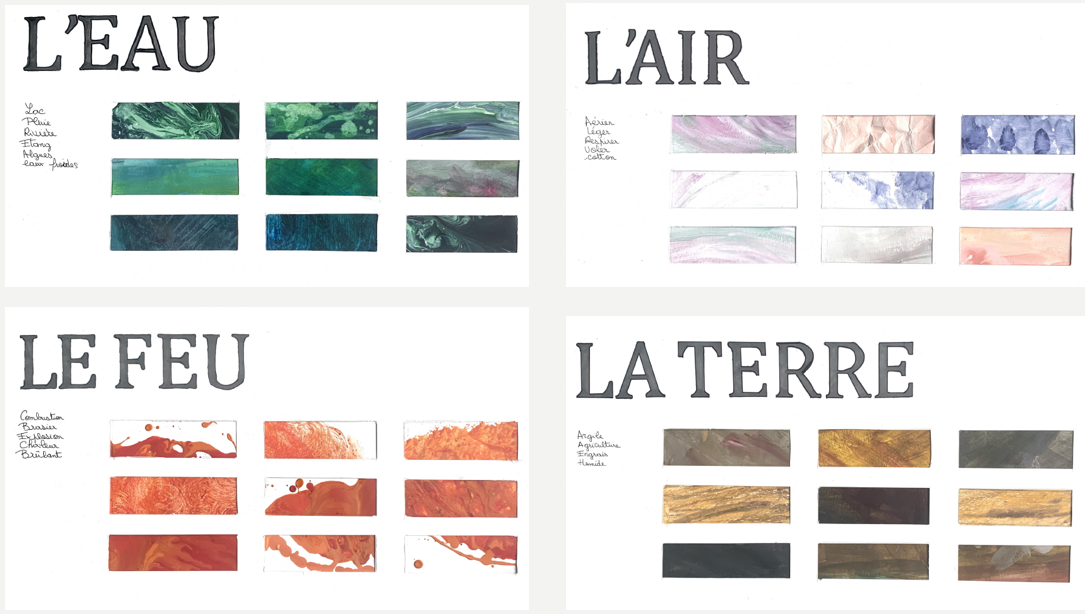 L'EAU
Lac
Pluie
Rivière
Etang
Algues,
eaux froides
L'AIR
Aérien
Léger
Respirer
Voler
coton
LE FEU
Combustion
Brasier
Explosion
Chaleur
Brûlant
LA TERRE
Argile
Agriculture
Engrais
Humide